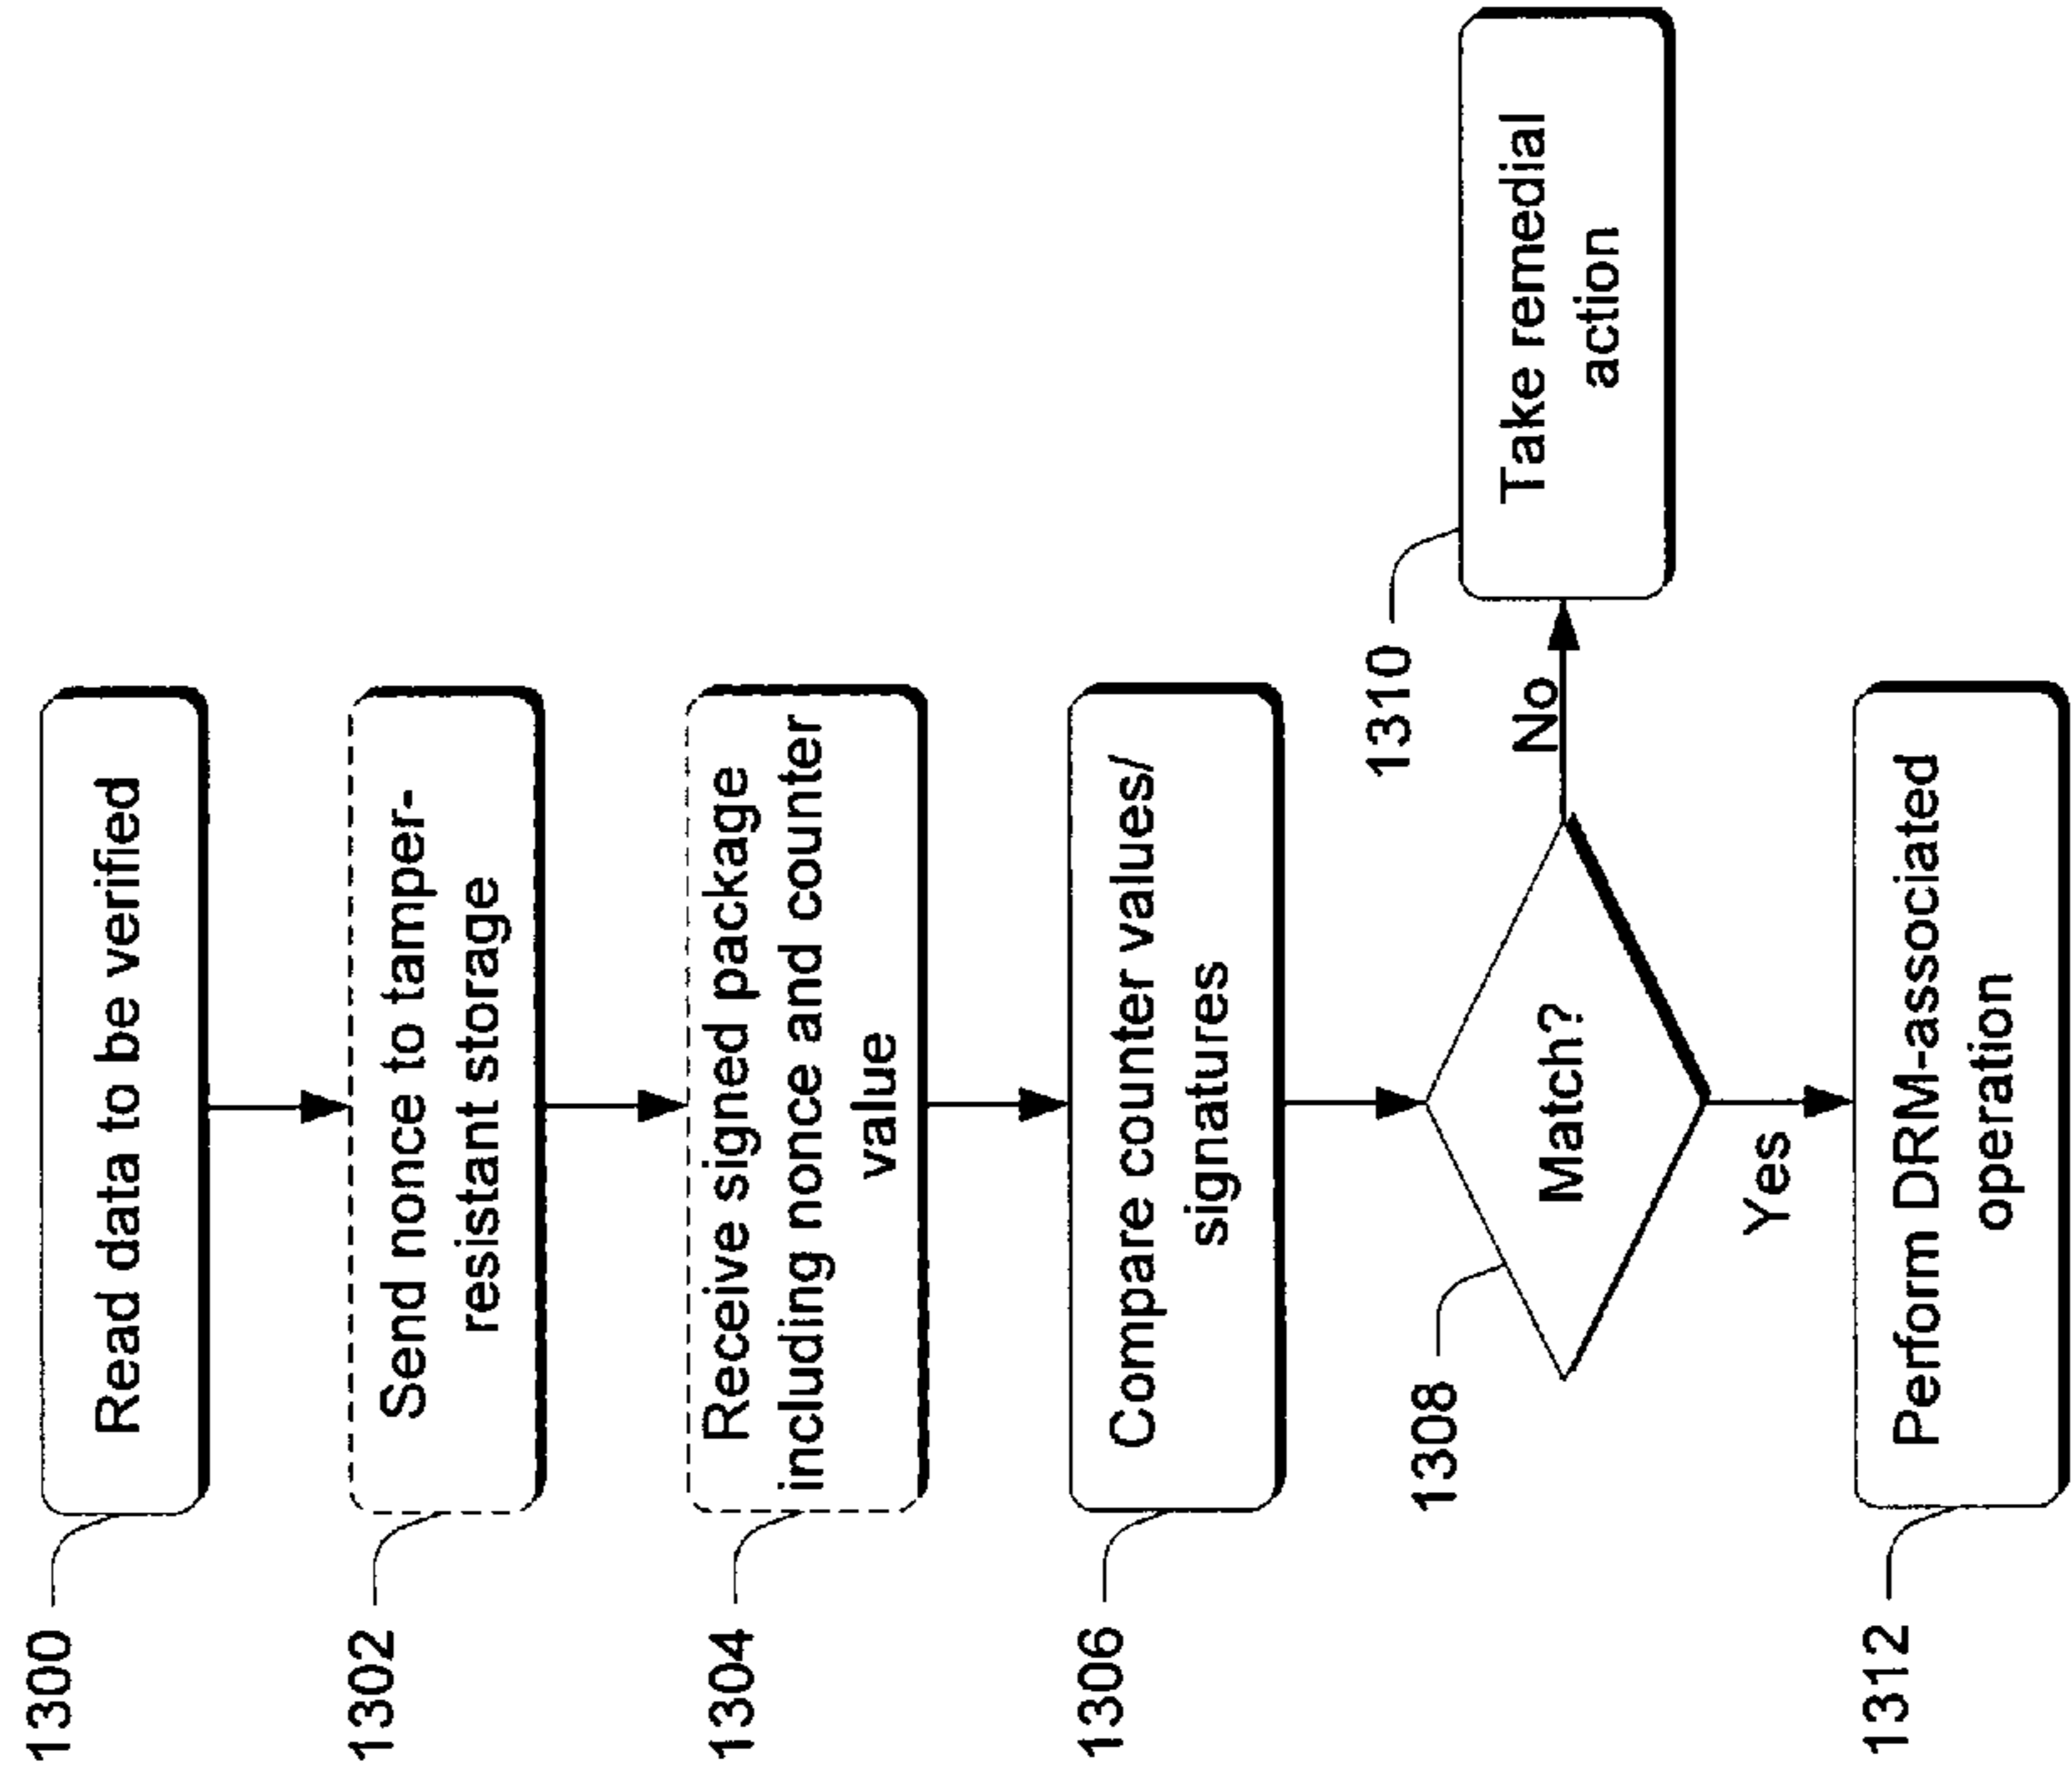 1300
Read data to be verified
1302
Send nonce to tamper-
resistant storage
1304
Receive signed package
including nonce and counter
value
1306
Compare counter values/
signatures
1308
Match?
No
1310
Take remedial
action
Yes
1312
Perform DRM-associated
operation